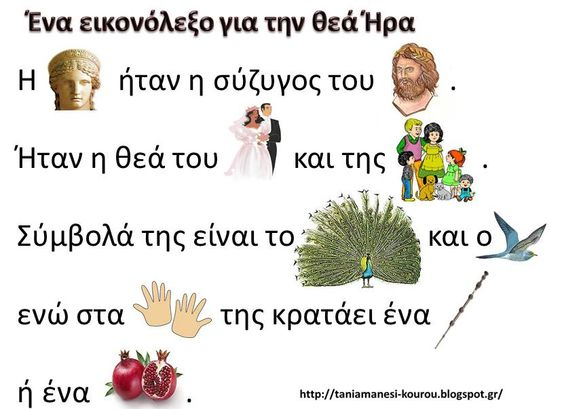 Ένα εικονόλεξο για την θεά Ήρα
Η ήταν η σύζυγος του .
Ήταν η θεά του και της .
Σύμβολά της είναι το και ο
ενώ στα της κρατάει ένα
ή ένα .
http://taniamanesi-kourou.blogspot.gr/